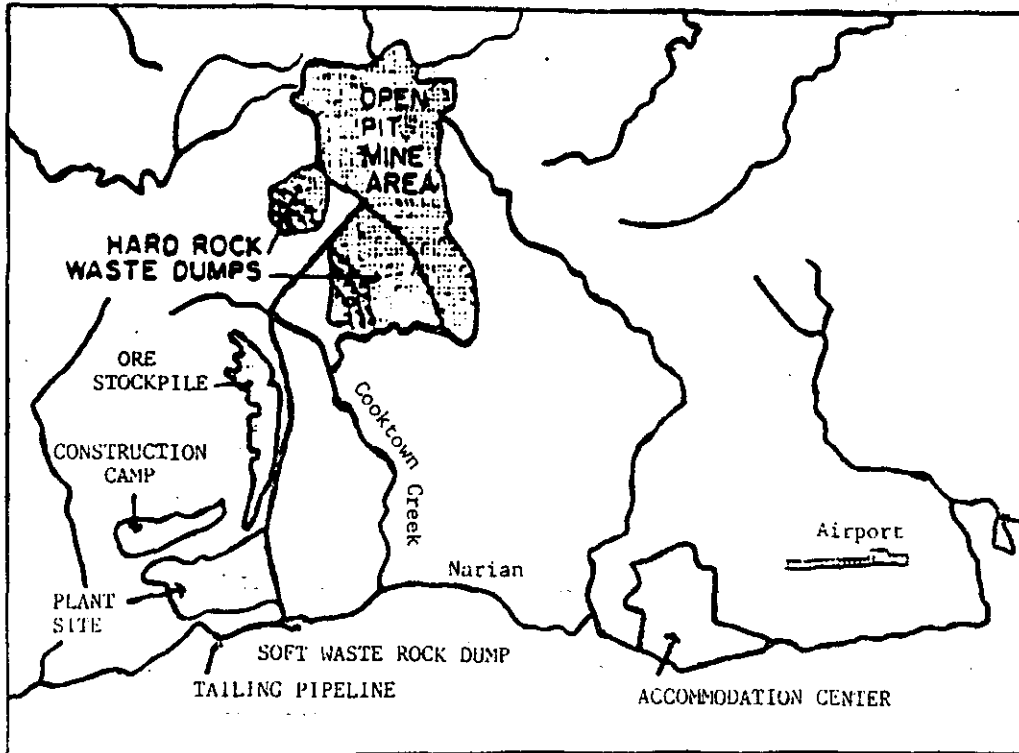 OPEN
PIT
MINE
AREA
HARD ROCK
WASTE DUMPS
ORE
STOCKPILE
CONSTRUCTION
CAMP
Cooktown Creek
Airport
Narian
PLANT
SITE
SOFT WASTE ROCK DUMP
TAILING PIPELINE
ACCOMMODATION CENTER